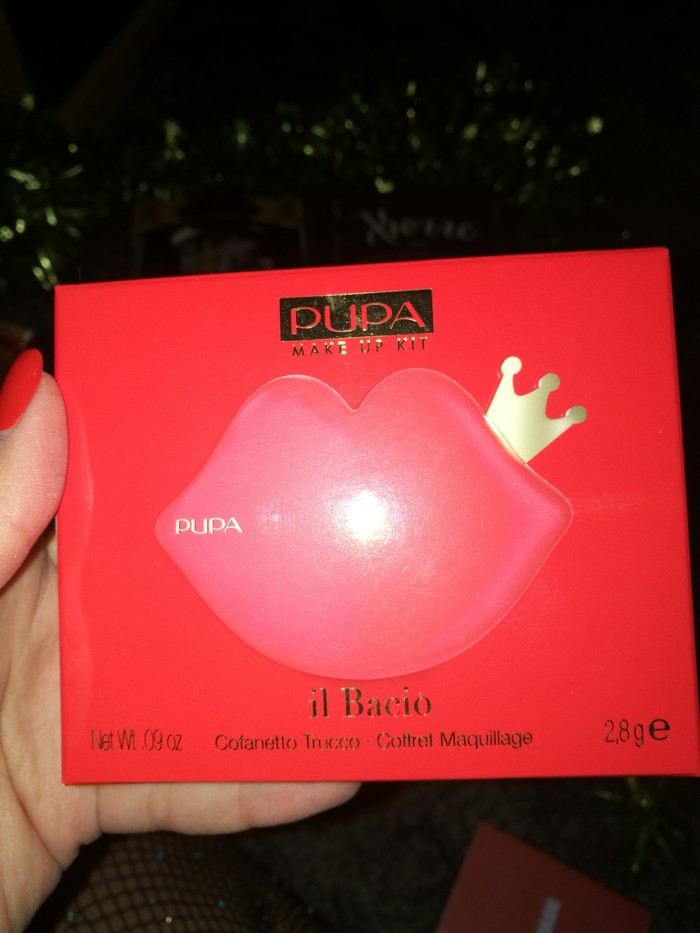 PUPA
MAKE UP KIT
PUPA
il Bacio
Net Wt .09 oz
Cofanetto Trucco - Coffret Maquillage
2,8 g e